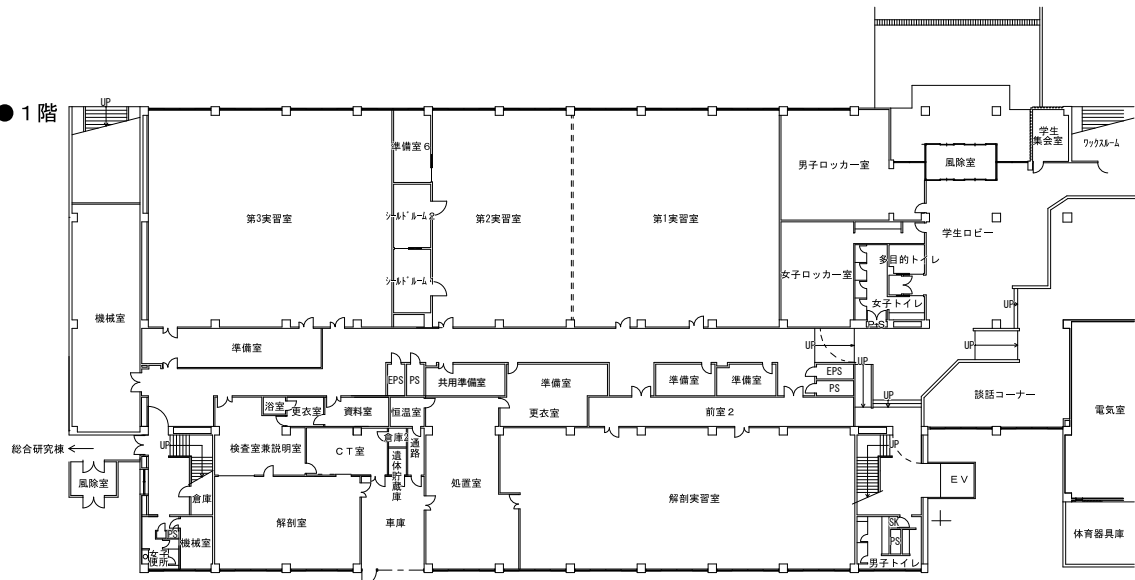 ● 1階
UP
学生
集会室
ワックスルーム
準備室6
男子ロッカー室
風除室
第3実習室
シールドルーム2
第2実習室
第1実習室
学生ロビー
シールドルーム1
女子ロッカー室
多目的トイレ
女子トイレ
UP
機械室
PS
準備室
UP
UP
UP
EPS
PS
共用準備室
準備室
準備室
準備室
EPS
PS
談話コーナー
浴室
更衣室
資料室
恒温室
更衣室
前室2
UP
電気室
総合研究棟
UP
検査室兼説明室
CT室
倉庫2
通路
UP
風除室
倉庫
遺体貯蔵庫
処置室
解剖実習室
EV
解剖室
車庫
PS
機械室
女子
便所
SK
PS
男子トイレ
体育器具庫